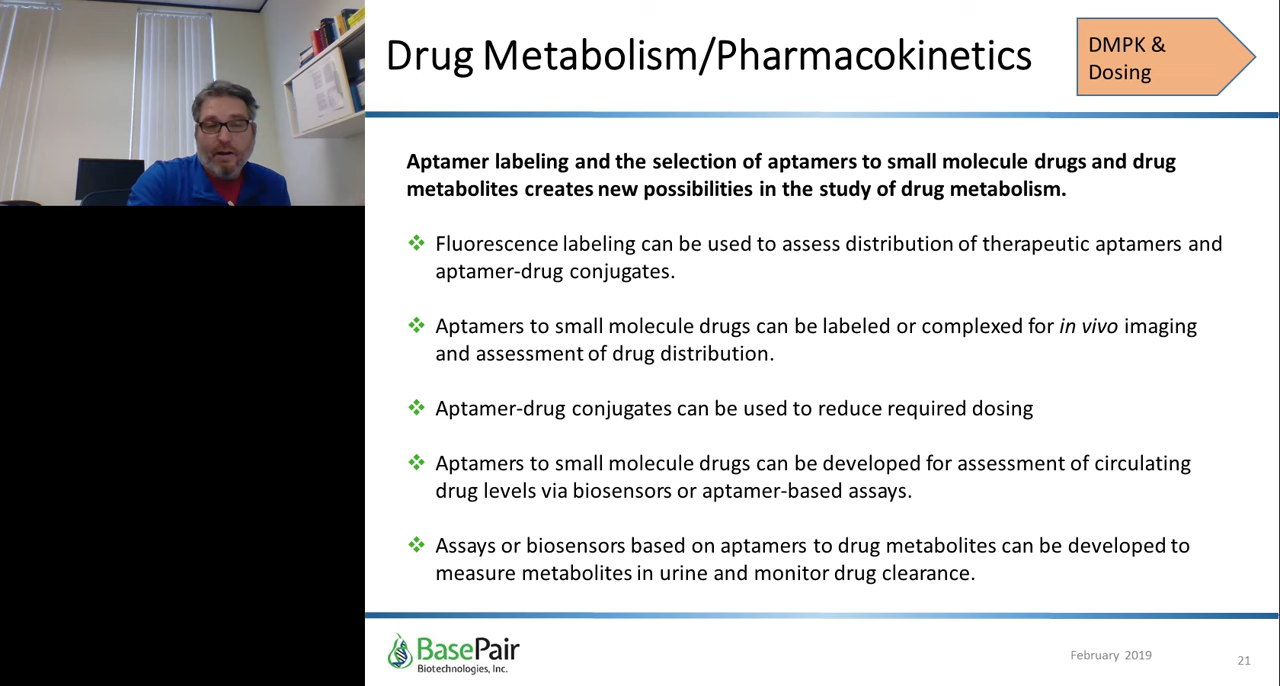 Drug Metabolism/Pharmacokinetics
DMPK &
Dosing
Aptamer labeling and the selection of aptamers to small molecule drugs and drug
metabolites creates new possibilities in the study of drug metabolism.
Fluorescence labeling can be used to assess distribution of therapeutic aptamers and
aptamer-drug conjugates.
Aptamers to small molecule drugs can be labeled or complexed for in vivo imaging
and assessment of drug distribution.
Aptamer-drug conjugates can be used to reduce required dosing
Aptamers to small molecule drugs can be developed for assessment of circulating
drug levels via biosensors or aptamer-based assays.
Assays or biosensors based on aptamers to drug metabolites can be developed to
measure metabolites in urine and monitor drug clearance.
BasePair
Biotechnologies, Inc.
February 2019
21